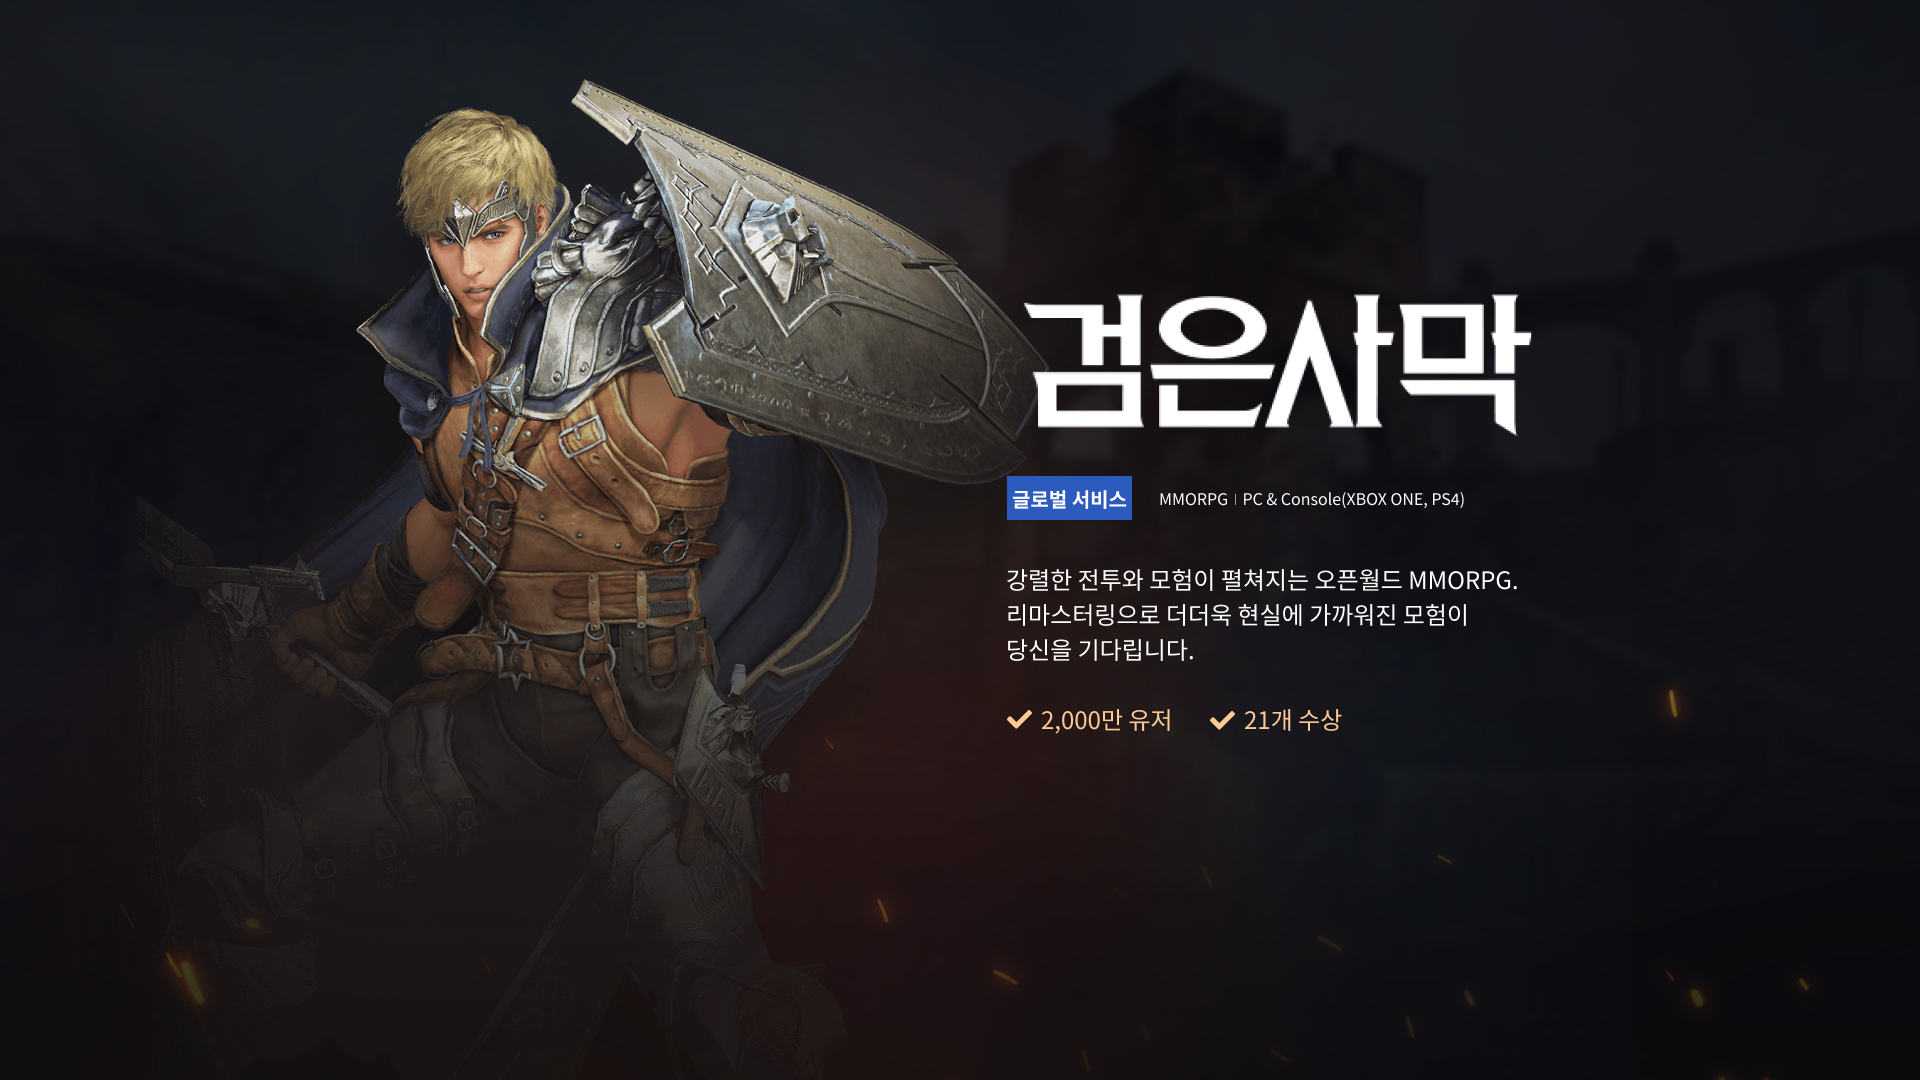 검은사막
글로벌 서비스
MMORPG | PC & Console(XBOX ONE, PS4)
강렬한 전투와 모험이 펼쳐지는 오픈월드 MMORPG.
리마스터링으로 더더욱 현실에 가까워진 모험이
당신을 기다립니다.
2,000만 유저
21개 수상